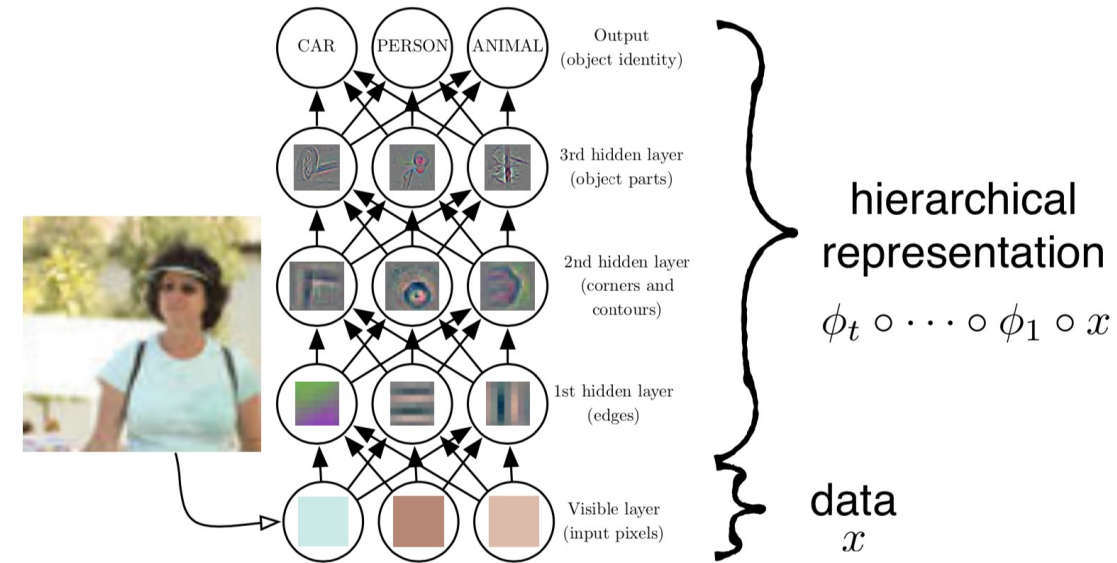 CAR
PERSON
ANIMAL
Output
(object identity)
3rd hidden layer
(object parts)
2nd hidden layer
(corners and
contours)
1st hidden layer
(edges)
Visible layer
(input pixels)
hierarchical
representation
ϕₜ ∘ ⋯ ∘ ϕ₁ ∘ x
data
x